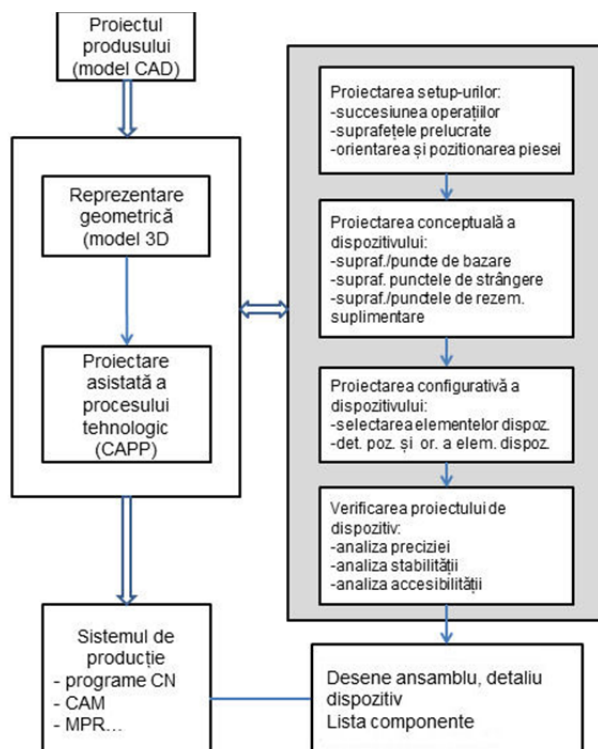 Proiectul
produsului
(model CAD)
Reprezentare
geometrică
(model 3D
Proiectare
asistată a
procesului
tehnologic
(CAPP)
Sistemul de
producție
- programe CN
- CAM
- MPR...
Proiectarea setup-urilor:
-succesiunea operațiilor
-suprafețele prelucrate
-orientarea și pozitionarea piesei
Proiectarea conceptuală a
dispozitivului:
-supraf./puncte de bazare
-supraf. punctele de strângere
-supraf./punctele de rezem.
suplimentare
Proiectarea configurativă a
dispozitivului:
-selectarea elementelor dispoz.
-det. poz. și or. a elem. dispoz.
Verificarea proiectului de
dispozitiv:
-analiza preciziei
-analiza stabilității
-analiza accesibilității
Desene ansamblu, detaliu
dispozitiv
Lista componente